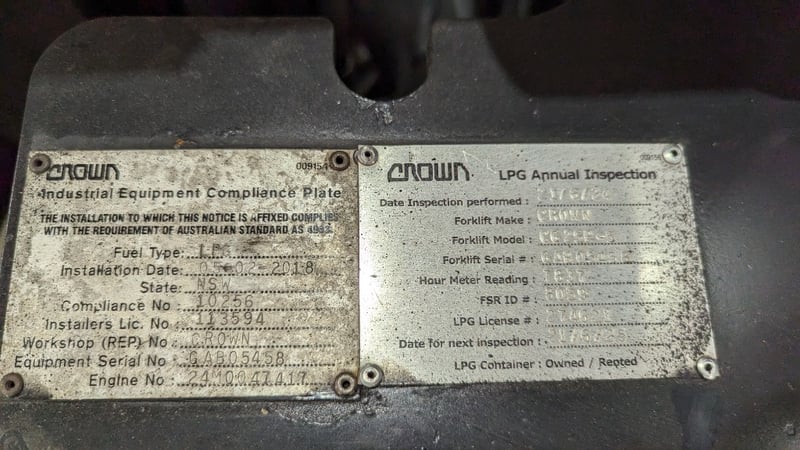 CROWN
00915A
Industrial Equipment Compliance Plate
THE INSTALLATION TO WHICH THIS NOTICE IS AFFIXED COMPLIES
WITH THE REQUIREMENT OF AUSTRALIAN STANDARD AS 4983
Fuel Type: LPG
Installation Date: 05-02-2018
State: NSW
Compliance No : 10256
Installers Lic. No 113594
Workshop (REP) No : CROWN
Equipment Serial No : GAB05458
Engine No :
CROWN
LPG Annual Inspection
Date Inspection performed :
Forklift Make : CROWN
Forklift Model :
Forklift Serial # :
Hour Meter Reading :
FSR ID # :
LPG License # :
Date for next inspection :
LPG Container : Owned / Rented